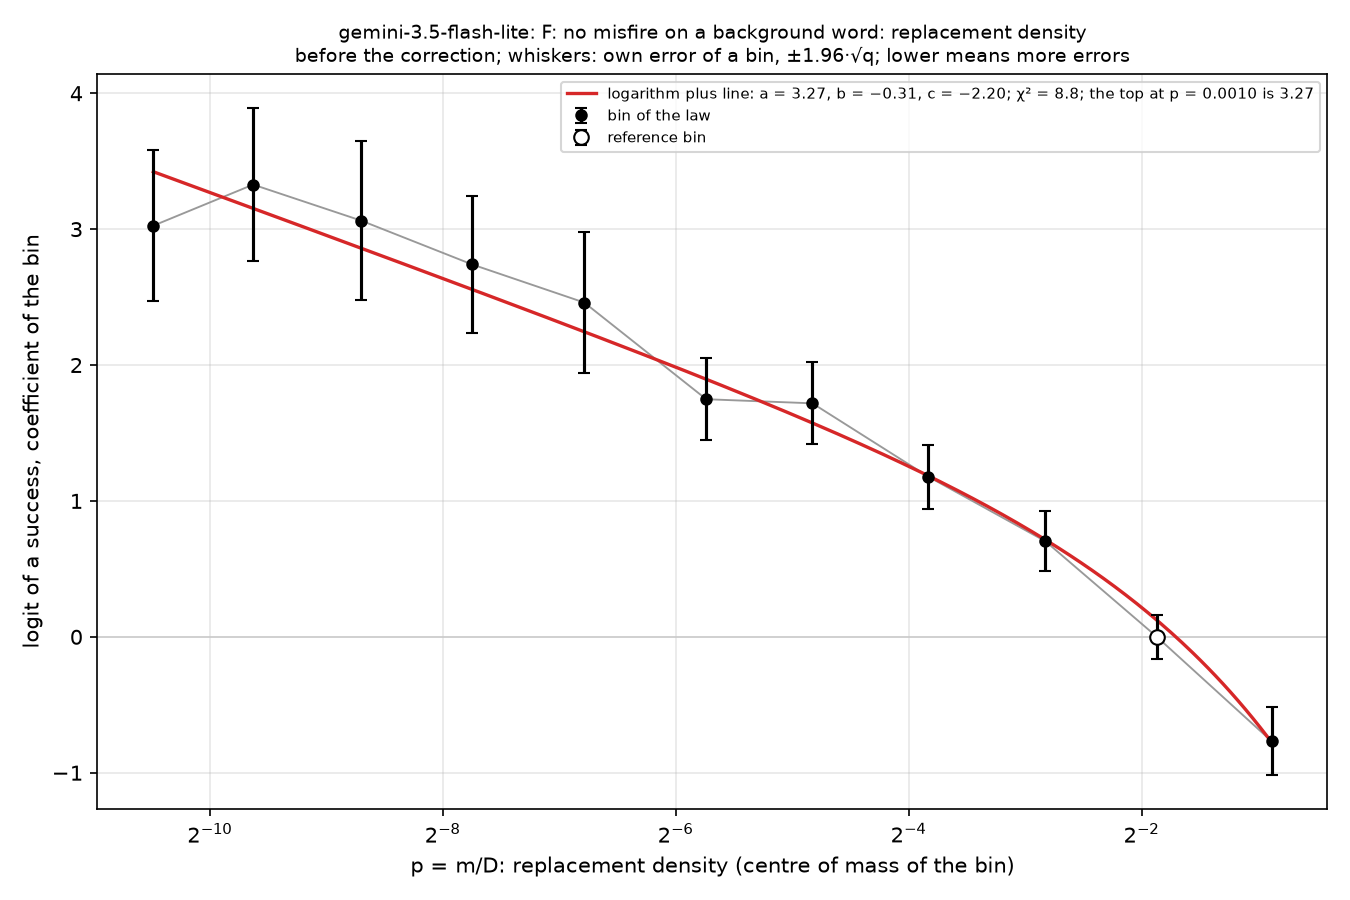 gemini-3.5-flash-lite: F: no misfire on a background word: replacement density
before the correction; whiskers: own error of a bin, ±1.96·√q; lower means more errors
logarithm plus line: a = 3.27, b = −0.31, c = −2.20; χ² = 8.8; the top at p = 0.0010 is 3.27
bin of the law
reference bin
logit of a success, coefficient of the bin
4
3
2
1
0
−1
2⁻¹⁰
2⁻⁸
2⁻⁶
2⁻⁴
2⁻²
p = m/D: replacement density (centre of mass of the bin)